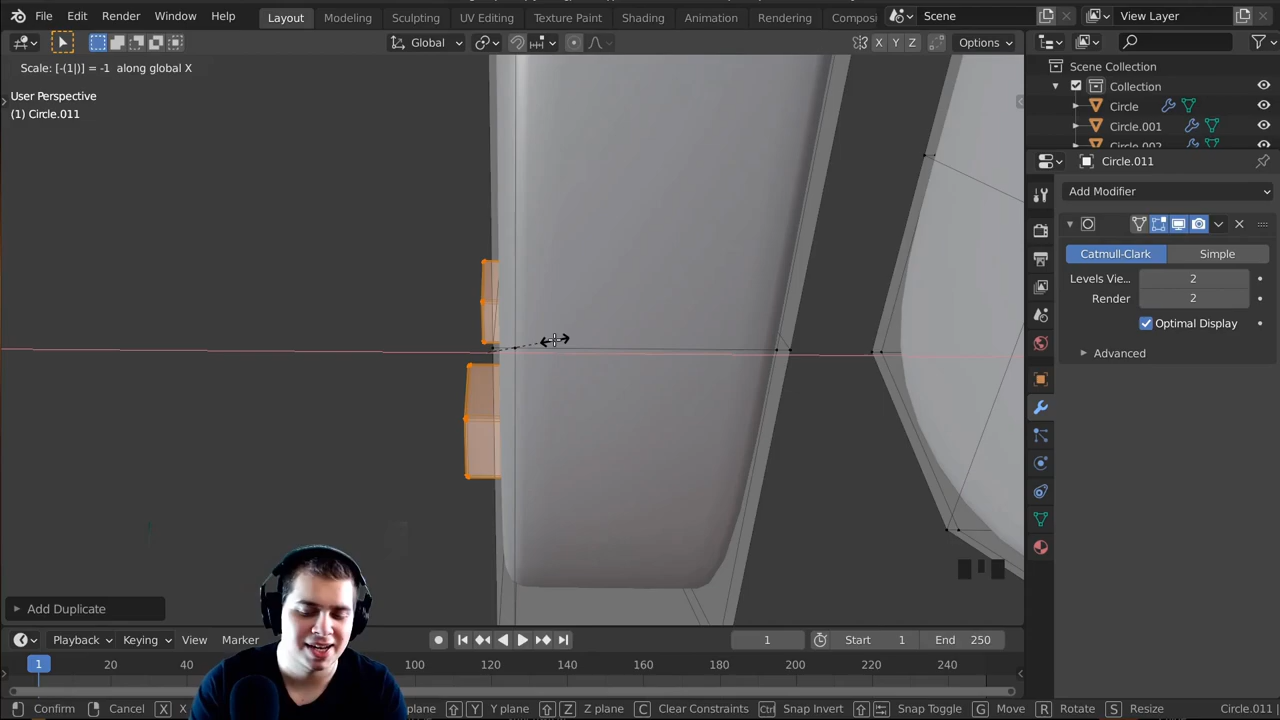 File Edit Render Window Help Layout Modeling Sculpting UV Editing Texture Paint Shading Animation Rendering Composi Scene View Layer
Global X Y Z Options
Scale: [-(1|)] = -1 along global X
User Perspective
(1) Circle.011
Scene Collection
Collection
Circle
Circle.001
Circle.002
Circle.011
Add Modifier
Catmull-Clark Simple
Levels Vie... 2
Render 2
Optimal Display
Advanced
Add Duplicate
Playback Keying View Marker 1 Start 1 End 250
1 20 40 100 120 140 160 180 200 220 240
Confirm Cancel X X plane Y Y plane Z Z plane C Clear Constraints Ctrl Snap Invert Snap Toggle G Move R Rotate S Resize Circle.011